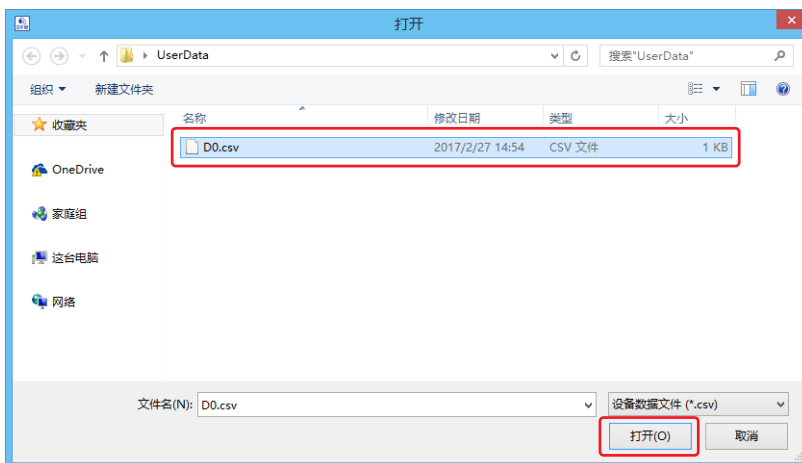 打开
UserData
搜索"UserData"
组织 新建文件夹
名称 修改日期 类型 大小
收藏夹
D0.csv 2017/2/27 14:54 CSV 文件 1 KB
OneDrive
家庭组
这台电脑
网络
文件名(N): D0.csv 设备数据文件 (*.csv)
打开(O) 取消